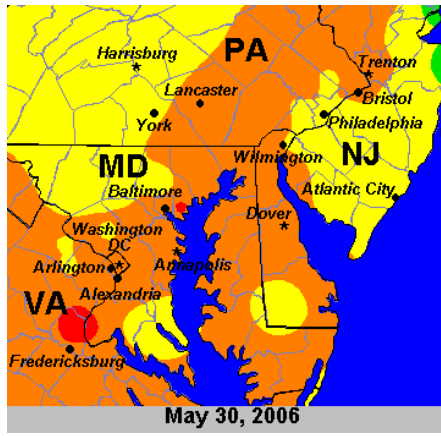 PA
Harrisburg
Trenton
Lancaster
Bristol
York
Philadelphia
Wilmington
NJ
MD
Baltimore
Atlantic City
Washington
DC
Dover
Arlington
Annapolis
Alexandria
VA
Fredericksburg
May 30, 2006